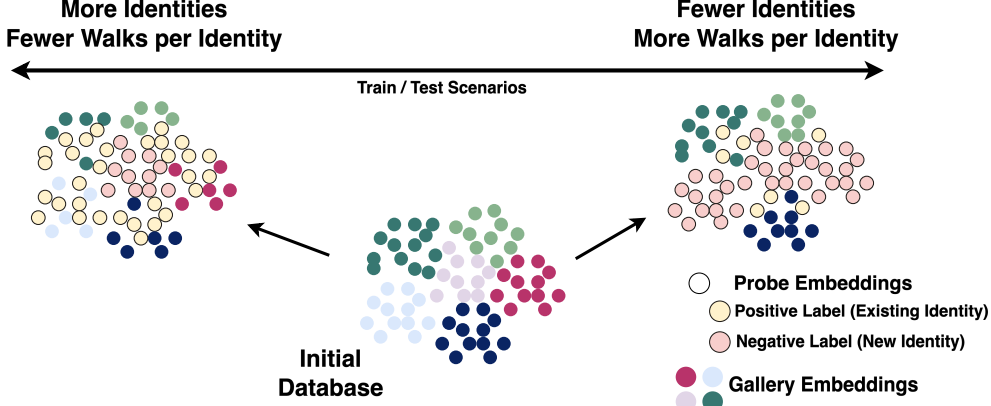 More Identities
Fewer Walks per Identity
Fewer Identities
More Walks per Identity
Train / Test Scenarios
Initial
Database
Probe Embeddings
Positive Label (Existing Identity)
Negative Label (New Identity)
Gallery Embeddings